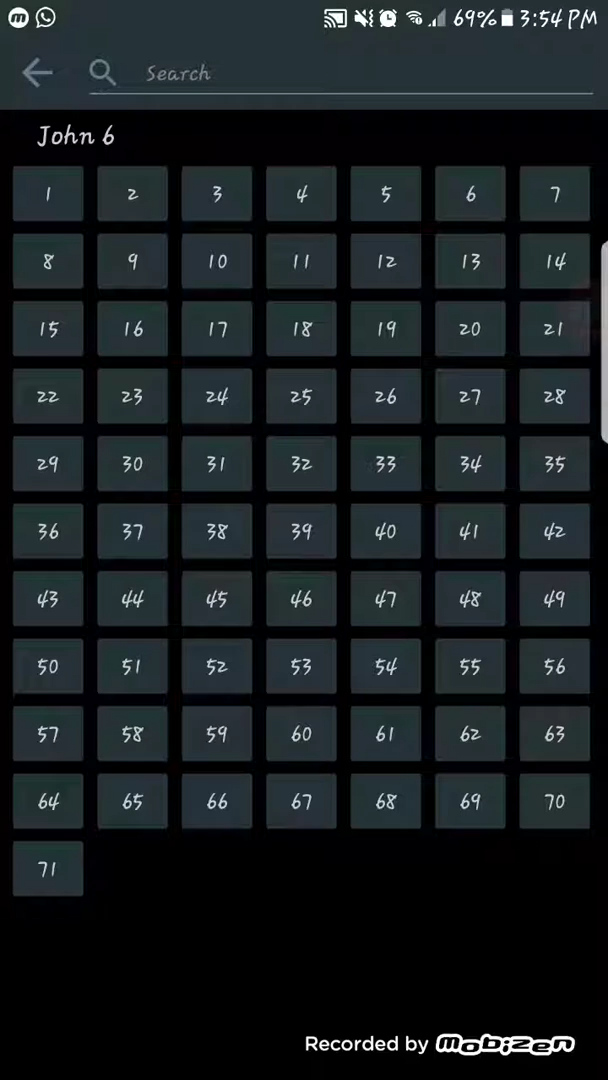 69% 3:54 PM
Search
John 6
1 2 3 4 5 6 7
8 9 10 11 12 13 14
15 16 17 18 19 20 21
22 23 24 25 26 27 28
29 30 31 32 33 34 35
36 37 38 39 40 41 42
43 44 45 46 47 48 49
50 51 52 53 54 55 56
57 58 59 60 61 62 63
64 65 66 67 68 69 70
71
Recorded by mobizen